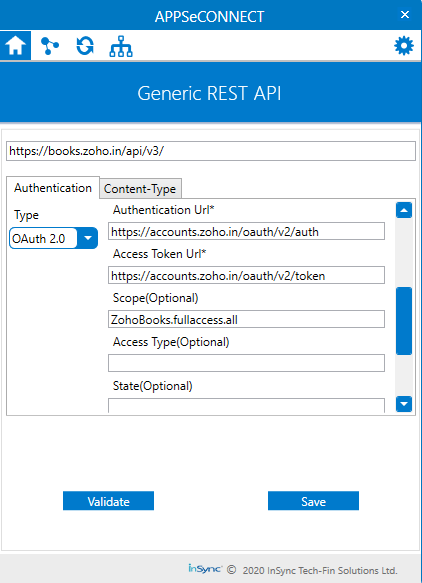 APPSeCONNECT
Generic REST API
https://books.zoho.in/api/v3/
Authentication
Content-Type
Type
OAuth 2.0
Authentication Url*
https://accounts.zoho.in/oauth/v2/auth
Access Token Url*
https://accounts.zoho.in/oauth/v2/token
Scope(Optional)
ZohoBooks.fullaccess.all
Access Type(Optional)
State(Optional)
Validate
Save
inSync © 2020 InSync Tech-Fin Solutions Ltd.